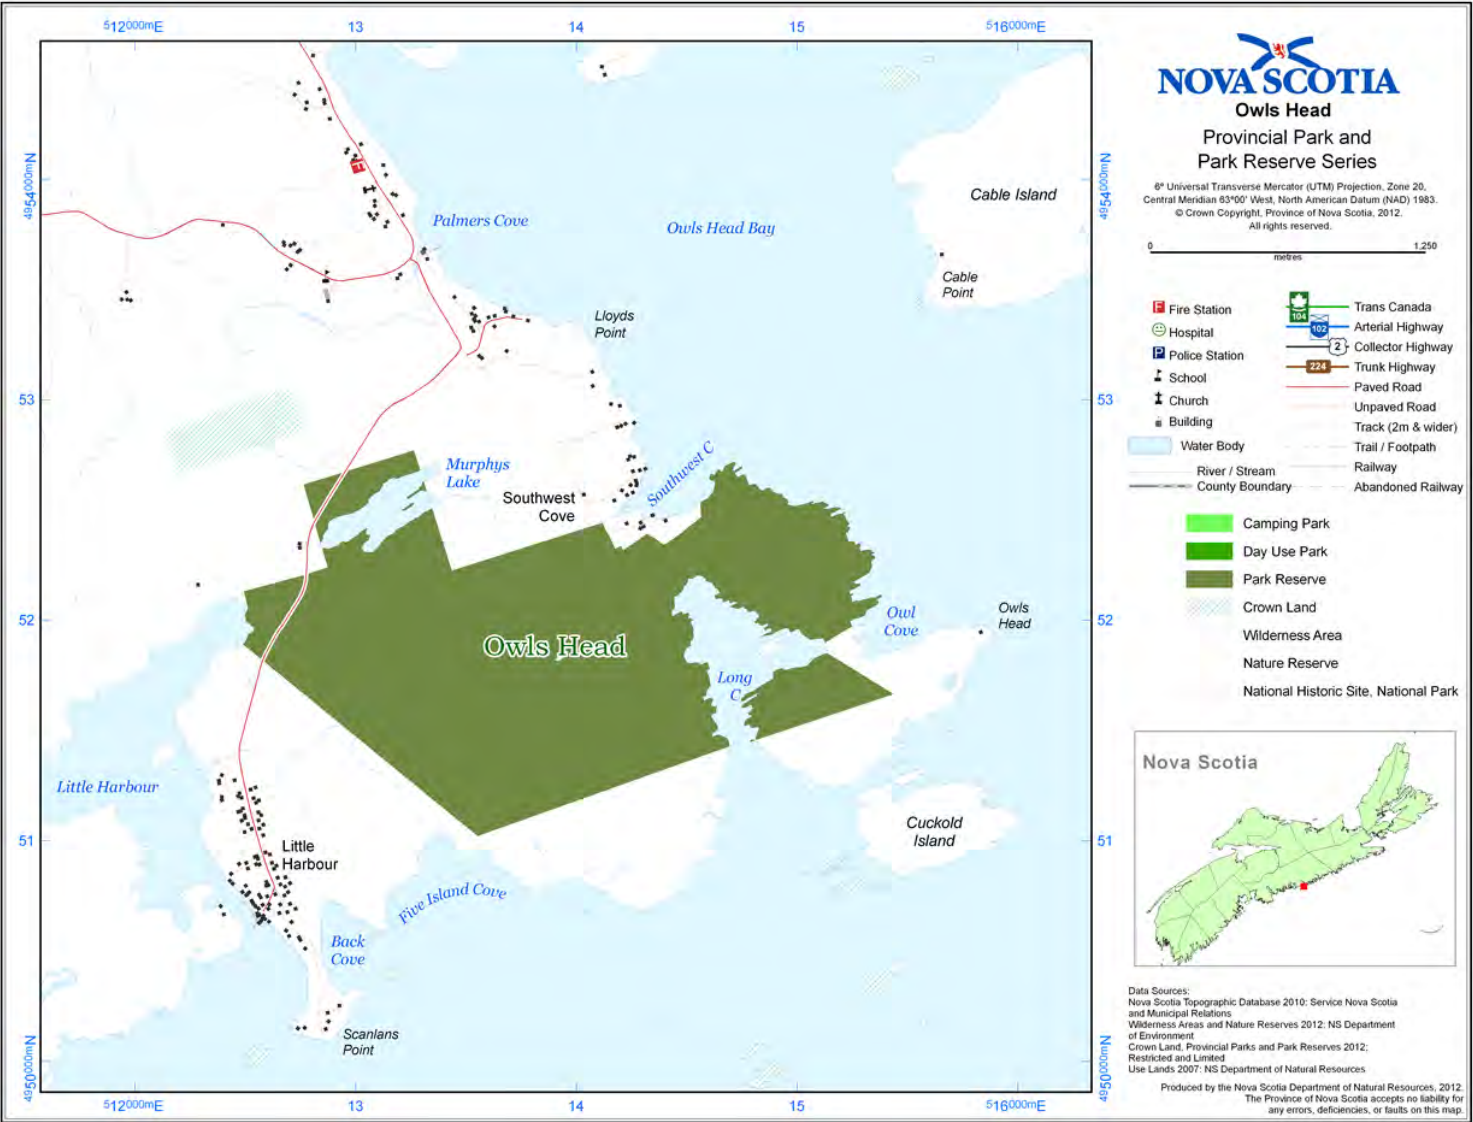 512000mE 13 14 15 516000mE
4954000mN
53
52
51
4950000mN
4954000mN
53
52
51
4950000mN
512000mE 13 14 15 516000mE
Palmers Cove
Owls Head Bay
Cable Island
Cable
Point
Lloyds
Point
F
Murphys
Lake
Southwest
Cove
Southwest C
Owls Head
Owl
Cove
Owls
Head
Long
C
Little Harbour
Little
Harbour
Cuckold
Island
Five Island Cove
Back
Cove
Scanlans
Point
NOVA SCOTIA
Owls Head
Provincial Park and
Park Reserve Series
6° Universal Transverse Mercator (UTM) Projection, Zone 20,
Central Meridian 63°00' West, North American Datum (NAD) 1983.
© Crown Copyright, Province of Nova Scotia, 2012.
All rights reserved.
0 1,250
metres
F Fire Station
Hospital
P Police Station
School
Church
Building
Water Body
River / Stream
County Boundary
104 Trans Canada
102 Arterial Highway
2 Collector Highway
224 Trunk Highway
Paved Road
Unpaved Road
Track (2m & wider)
Trail / Footpath
Railway
Abandoned Railway
Camping Park
Day Use Park
Park Reserve
Crown Land
Wilderness Area
Nature Reserve
National Historic Site, National Park
Nova Scotia
Data Sources:
Nova Scotia Topographic Database 2010: Service Nova Scotia
and Municipal Relations
Wilderness Areas and Nature Reserves 2012: NS Department
of Environment
Crown Land, Provincial Parks and Park Reserves 2012;
Restricted and Limited
Use Lands 2007: NS Department of Natural Resources
Produced by the Nova Scotia Department of Natural Resources, 2012.
The Province of Nova Scotia accepts no liability for
any errors, deficiencies, or faults on this map.